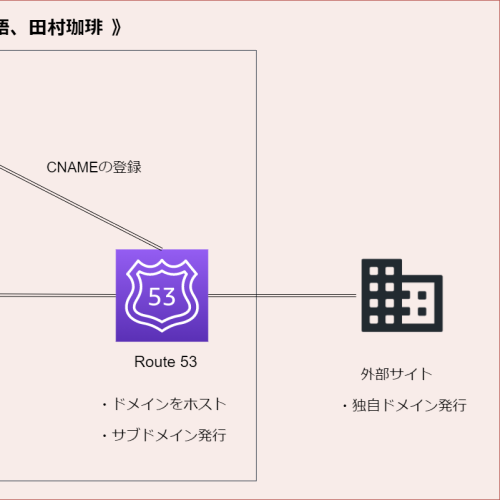 、田村珈琲 》
CNAMEの登録
53
Route 53
・ドメインをホスト
・サブドメイン発行
外部サイト
・独自ドメイン発行